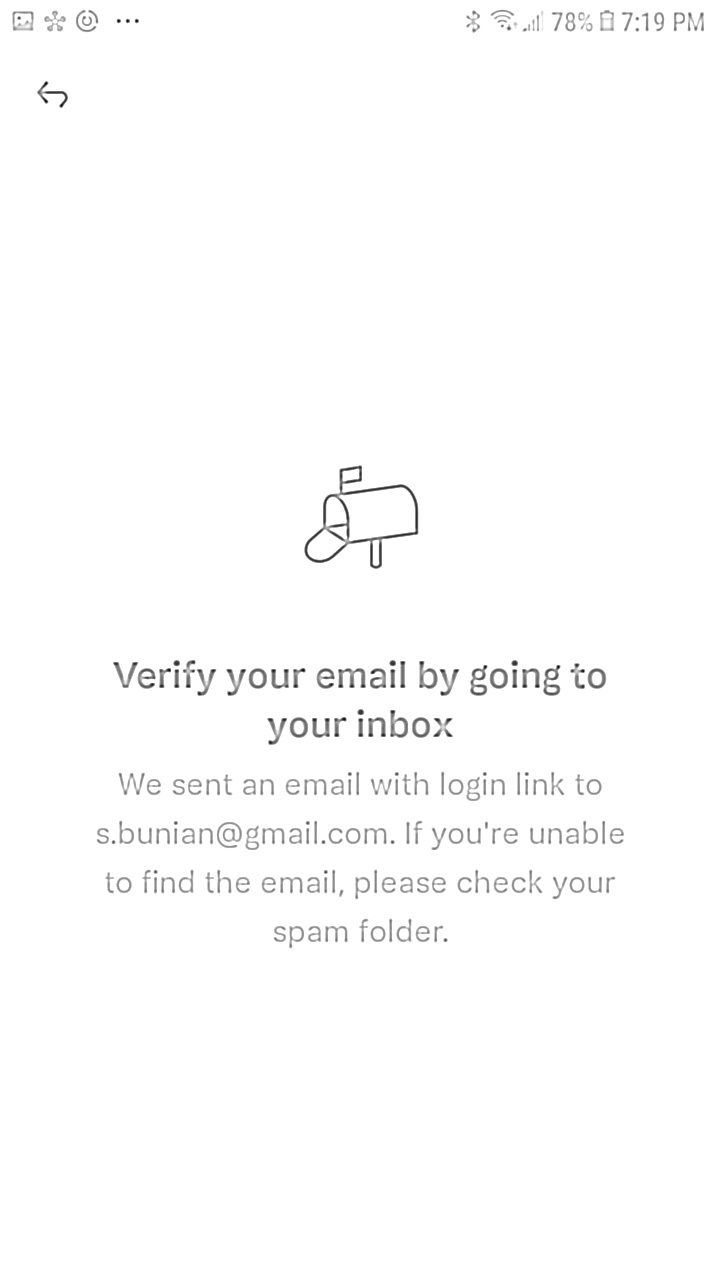 78% 7:19 PM
Verify your email by going to
your inbox
We sent an email with login link to
s.bunian@gmail.com. If you're unable
to find the email, please check your
spam folder.